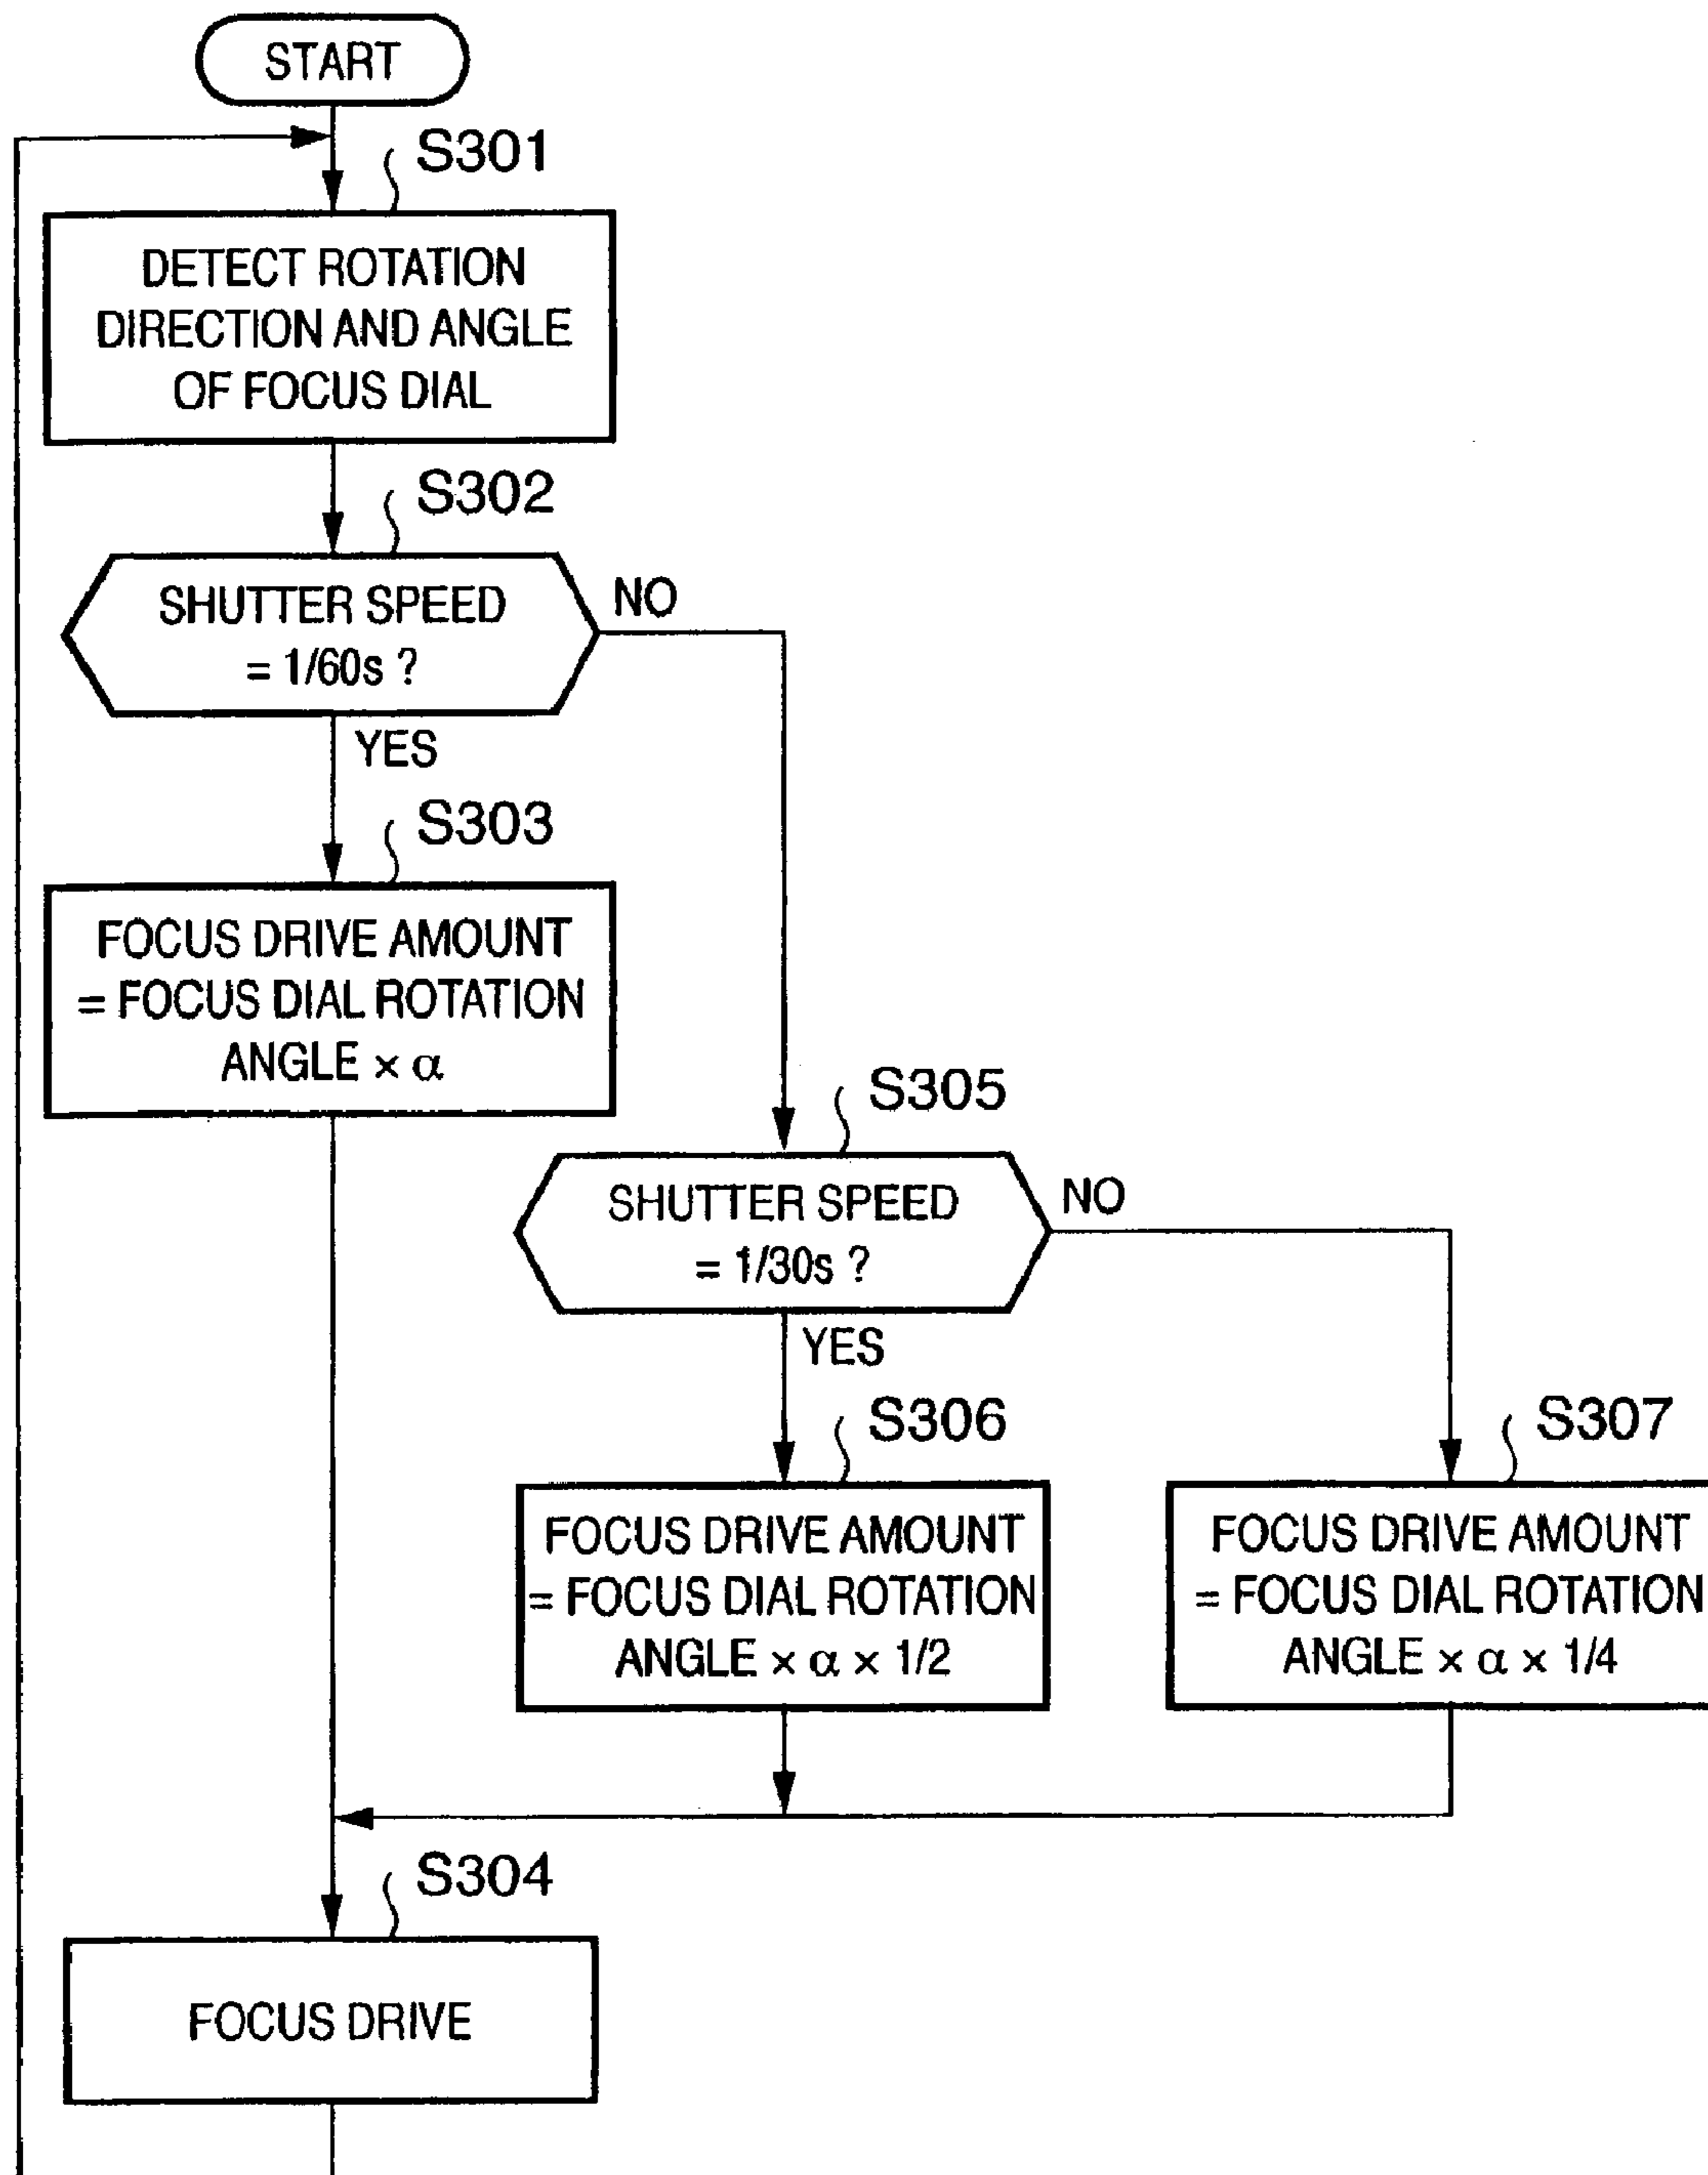 START
S301
DETECT ROTATION
DIRECTION AND ANGLE
OF FOCUS DIAL
S302
SHUTTER SPEED
= 1/60s ?
NO
YES
S303
FOCUS DRIVE AMOUNT
= FOCUS DIAL ROTATION
ANGLE × α
S305
SHUTTER SPEED
= 1/30s ?
NO
YES
S306
FOCUS DRIVE AMOUNT
= FOCUS DIAL ROTATION
ANGLE × α × 1/2
S307
FOCUS DRIVE AMOUNT
= FOCUS DIAL ROTATION
ANGLE × α × 1/4
S304
FOCUS DRIVE